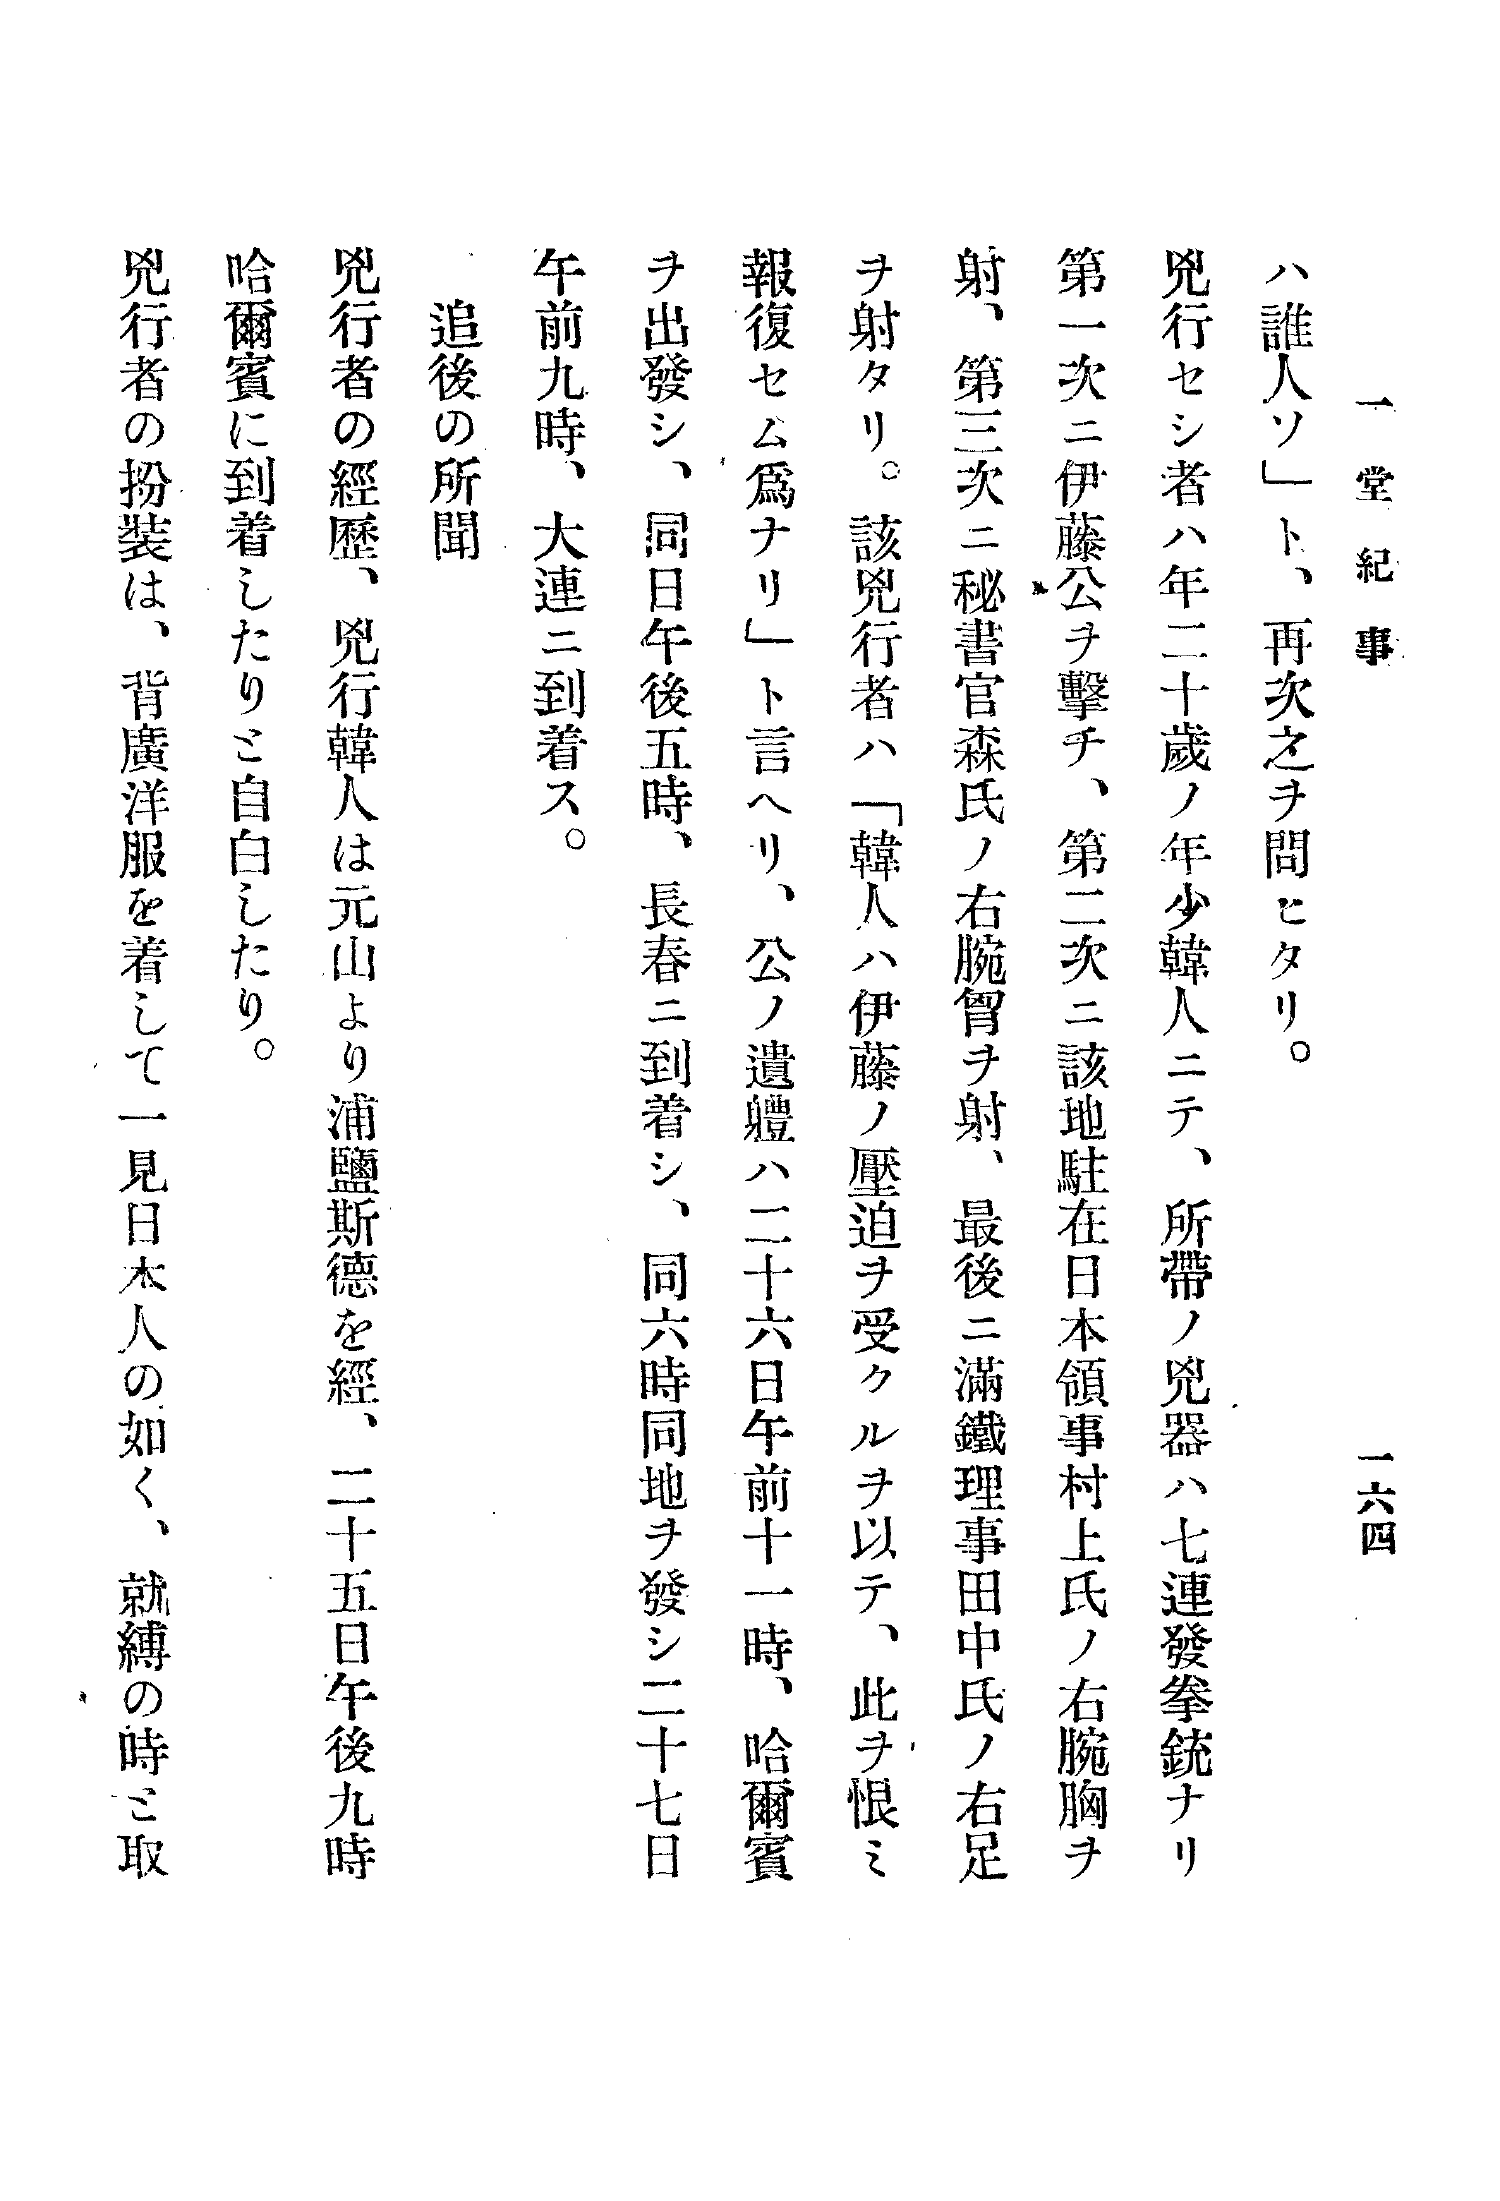 一堂紀事
一六四
ハ誰人ソ」ト、再次之ヲ問ヒタリ。
兇行セシ者ハ年二十歲ノ年少韓人ニテ、所帶ノ兇器ハ七連發拳銃ナリ
第一次ニ伊藤公ヲ擊チ、第二次ニ該地駐在日本領事村上氏ノ右腕胸ヲ
射、第三次ニ秘書官森氏ノ右腕胷ヲ射、最後ニ滿鐵理事田中氏ノ右足
ヲ射タリ。該兇行者ハ「韓人ハ伊藤ノ壓迫ヲ受クルヲ以テ、此ヲ恨ミ
報復セム爲ナリ」ト言ヘリ、公ノ遺軆ハ二十六日午前十一時、哈爾賓
ヲ出發シ、同日午後五時、長春ニ到着シ、同六時同地ヲ發シ二十七日
午前九時、大連ニ到着ス。
追後の所聞
兇行者の經歷、兇行韓人は元山より浦鹽斯德を經、二十五日午後九時
哈爾賓に到着したりと自白したり。
兇行者の扮装は、背廣洋服を着して一見日本人の如く、就縛の時と取